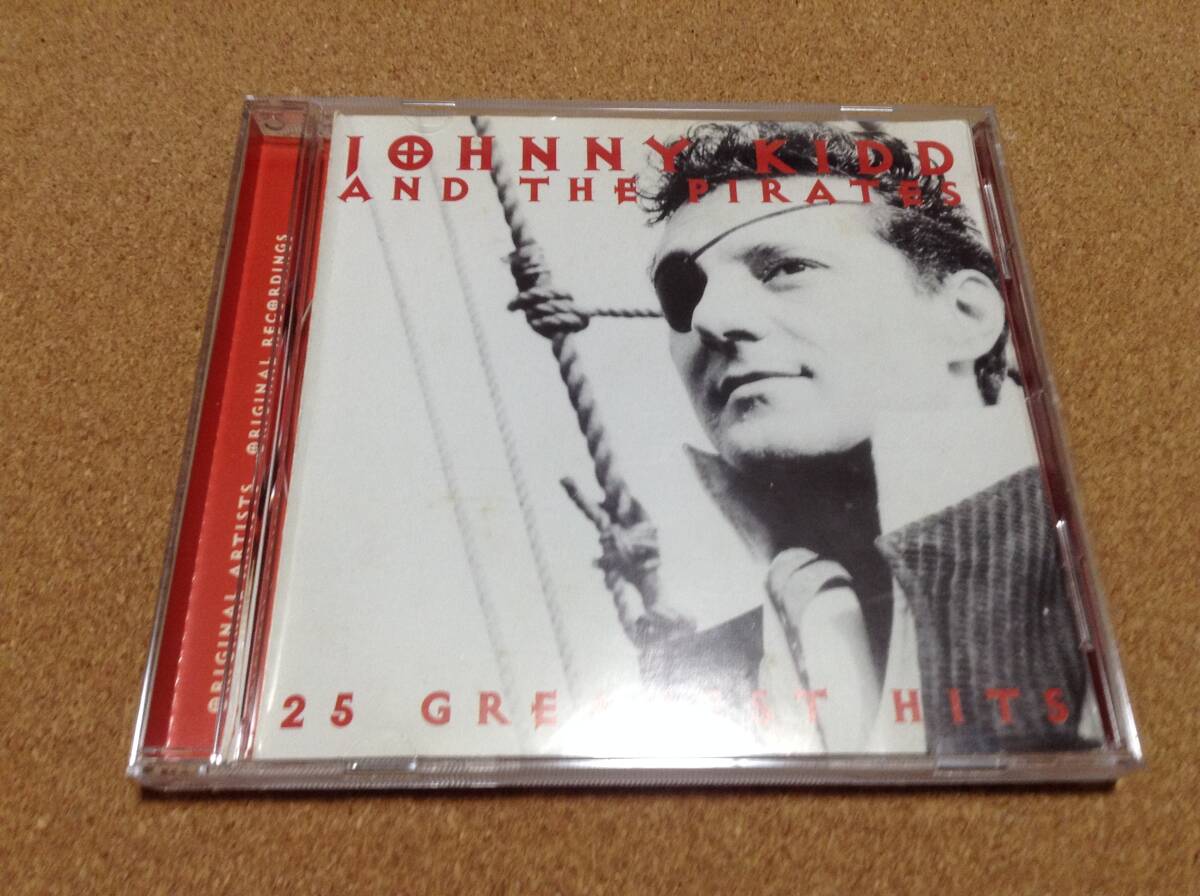 JOHNNY KIDD
AND THE PIRATES
25 GREATEST HITS
ORIGINAL ARTISTS ORIGINAL RECORDINGS